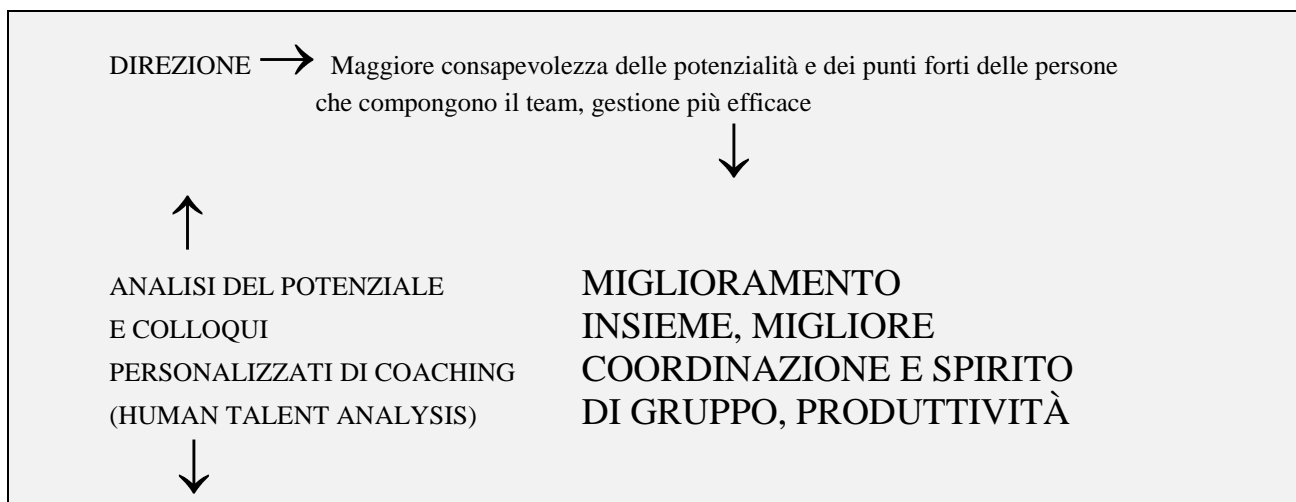 DIREZIONE → Maggiore consapevolezza delle potenzialità e dei punti forti delle persone
che compongono il team, gestione più efficace
ANALISI DEL POTENZIALE
E COLLOQUI
PERSONALIZZATI DI COACHING
(HUMAN TALENT ANALYSIS)
MIGLIORAMENTO
INSIEME, MIGLIORE
COORDINAZIONE E SPIRITO
DI GRUPPO, PRODUTTIVITÀ